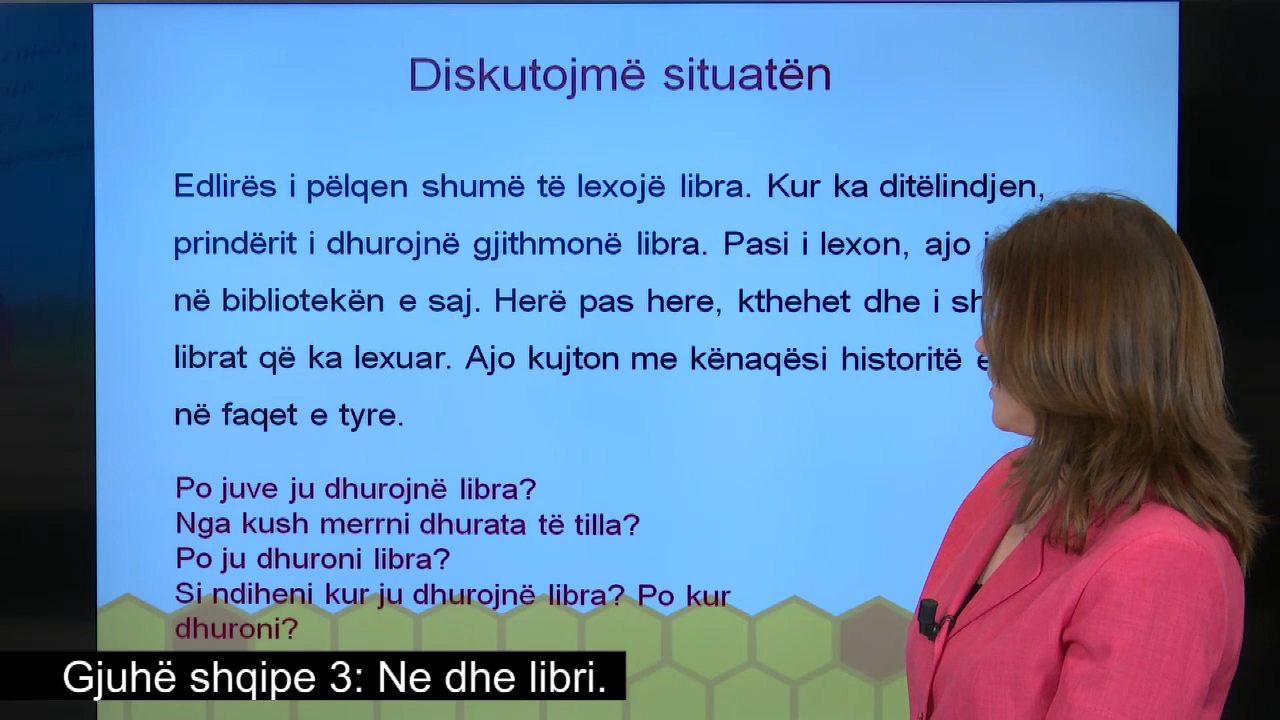 Diskutojmë situatën
Edlirës i pëlqen shumë të lexojë libra. Kur ka ditëlindjen,
prindërit i dhurojnë gjithmonë libra. Pasi i lexon, ajo
në bibliotekën e saj. Herë pas here, kthehet dhe i
librat që ka lexuar. Ajo kujton me kënaqësi historitë
në faqet e tyre.
Po juve ju dhurojnë libra?
Nga kush merrni dhurata të tilla?
Po ju dhuroni libra?
Si ndiheni kur ju dhurojnë libra? Po kur
dhuroni?
Gjuhë shqipe 3: Ne dhe libri.